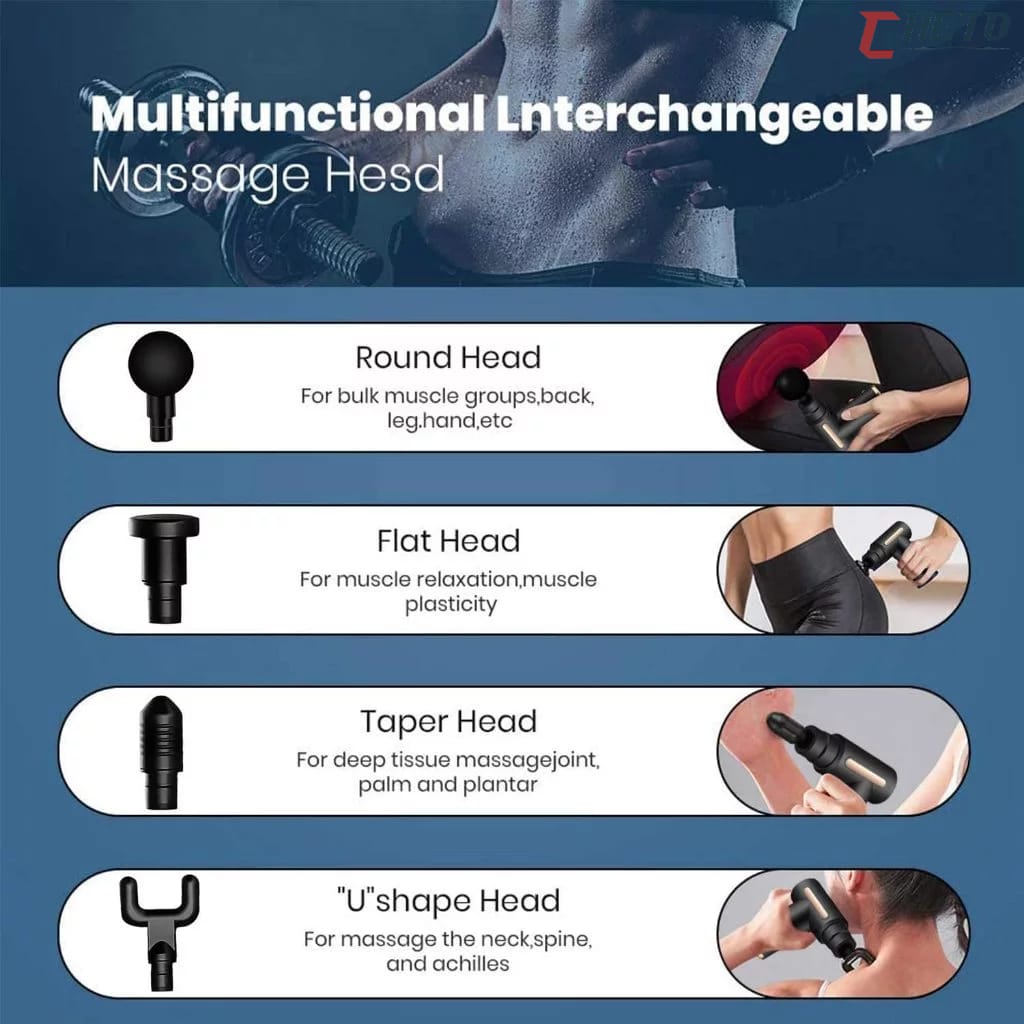 Multifunctional Lnterchangeable
Massage Hesd
Round Head
For bulk muscle groups,back,
leg.hand,etc
Flat Head
For muscle relaxation,muscle
plasticity
Taper Head
For deep tissue massagejoint,
palm and plantar
"U"shape Head
For massage the neck,spine,
and achilles